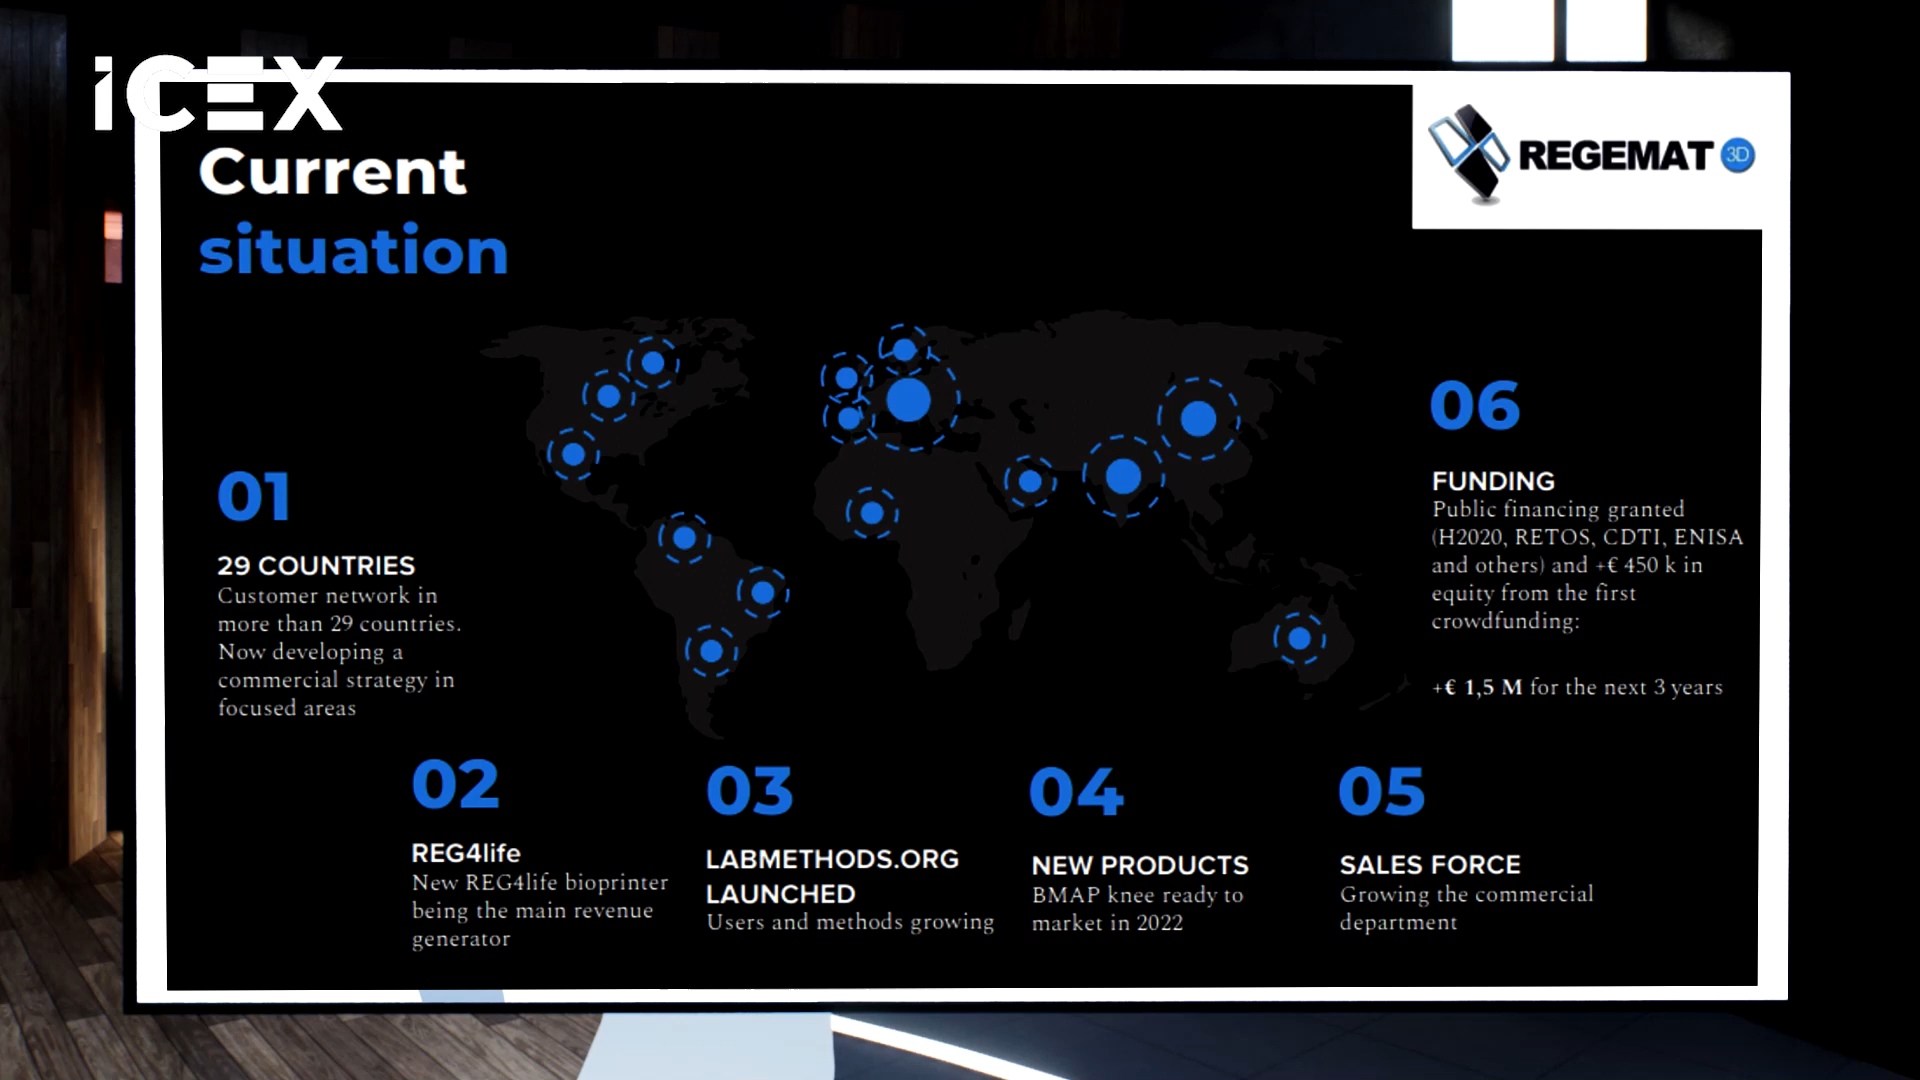 iCEX
Current
situation
REGEMAT 3D
01
29 COUNTRIES
Customer network in
more than 29 countries.
Now developing a
commercial strategy in
focused areas
02
REG4life
New REG4life bioprinter
being the main revenue
generator
03
LABMETHODS.ORG
LAUNCHED
Users and methods growing
04
NEW PRODUCTS
BMAP knee ready to
market in 2022
05
SALES FORCE
Growing the commercial
department
06
FUNDING
Public financing granted
(H2020, RETOS, CDTI, ENISA
and others) and +€ 450 k in
equity from the first
crowdfunding:
+€ 1,5 M for the next 3 years